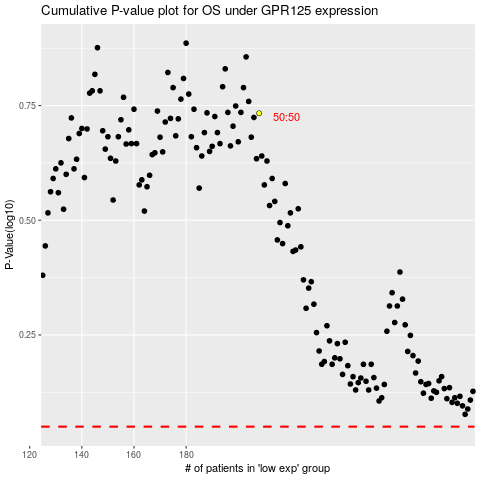 Cumulative P-value plot for OS under GPR125 expression
P-Value(log10)
0.75
0.50
0.25
50:50
120 140 160 180
# of patients in 'low exp' group